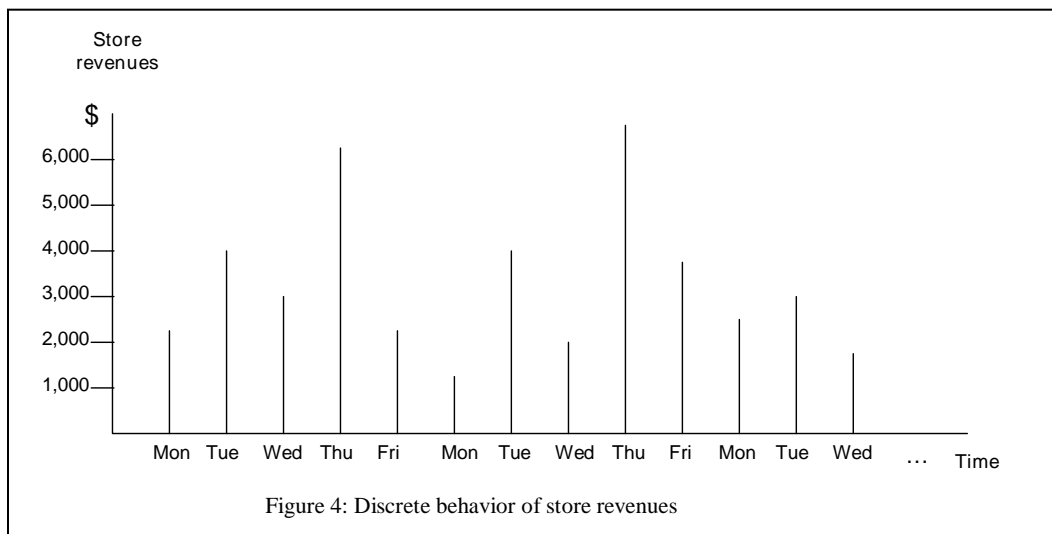 Store
revenues
$
6,000
5,000
4,000
3,000
2,000
1,000
Mon Tue Wed Thu Fri Mon Tue Wed Thu Fri Mon Tue Wed ... Time
Figure 4: Discrete behavior of store revenues